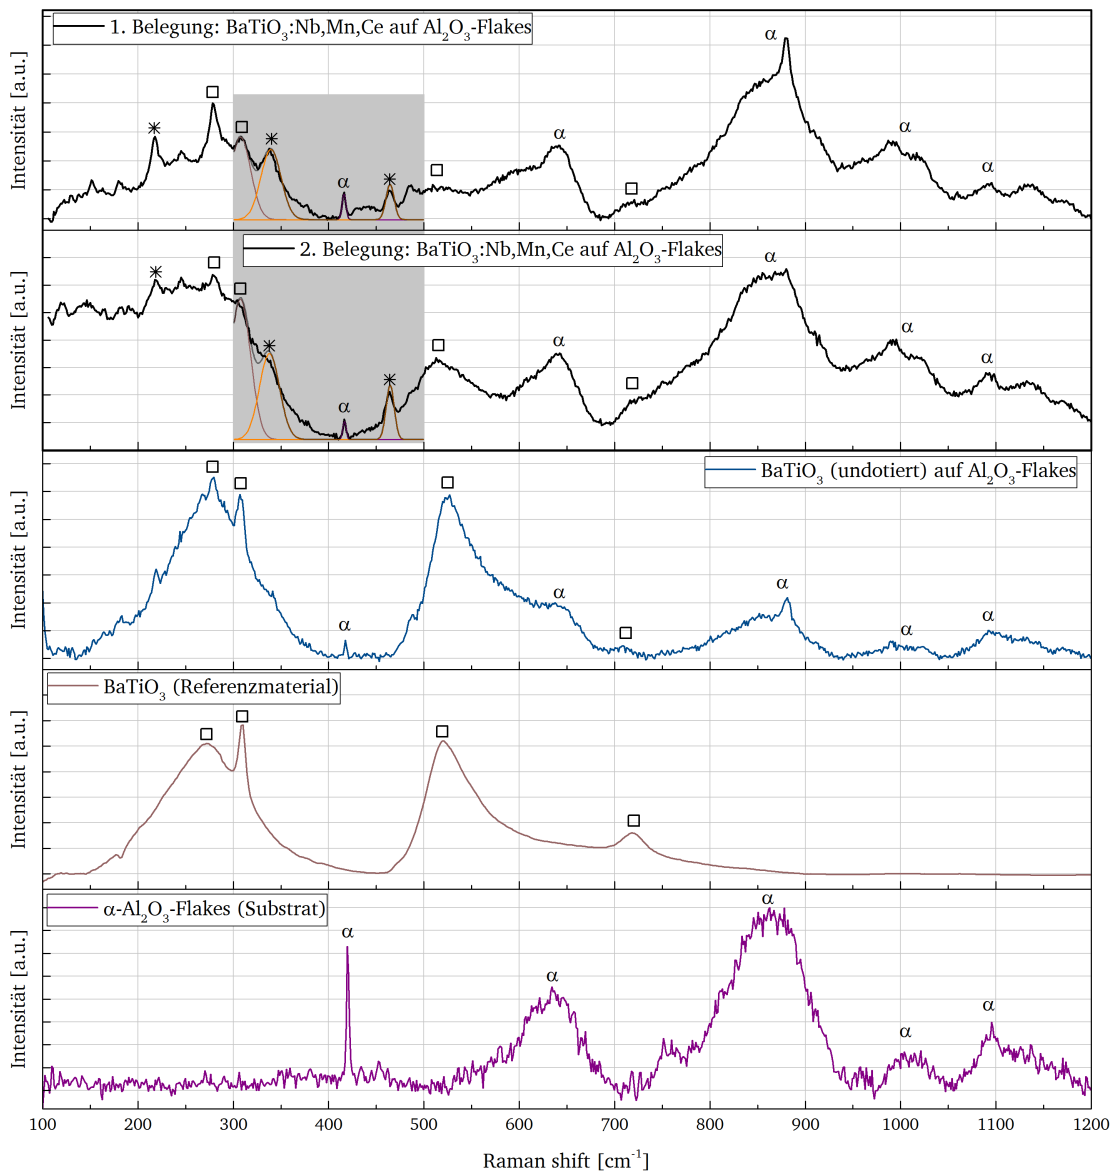 1. Belegung: BaTiO₃:Nb,Mn,Ce auf Al₂O₃-Flakes
Intensität [a.u.]
α
α
α
α
α
2. Belegung: BaTiO₃:Nb,Mn,Ce auf Al₂O₃-Flakes
Intensität [a.u.]
α
α
α
α
α
BaTiO₃ (undotiert) auf Al₂O₃-Flakes
Intensität [a.u.]
α
α
α
α
α
BaTiO₃ (Referenzmaterial)
Intensität [a.u.]
α-Al₂O₃-Flakes (Substrat)
Intensität [a.u.]
α
α
α
α
α
100 200 300 400 500 600 700 800 900 1000 1100 1200
Raman shift [cm⁻¹]